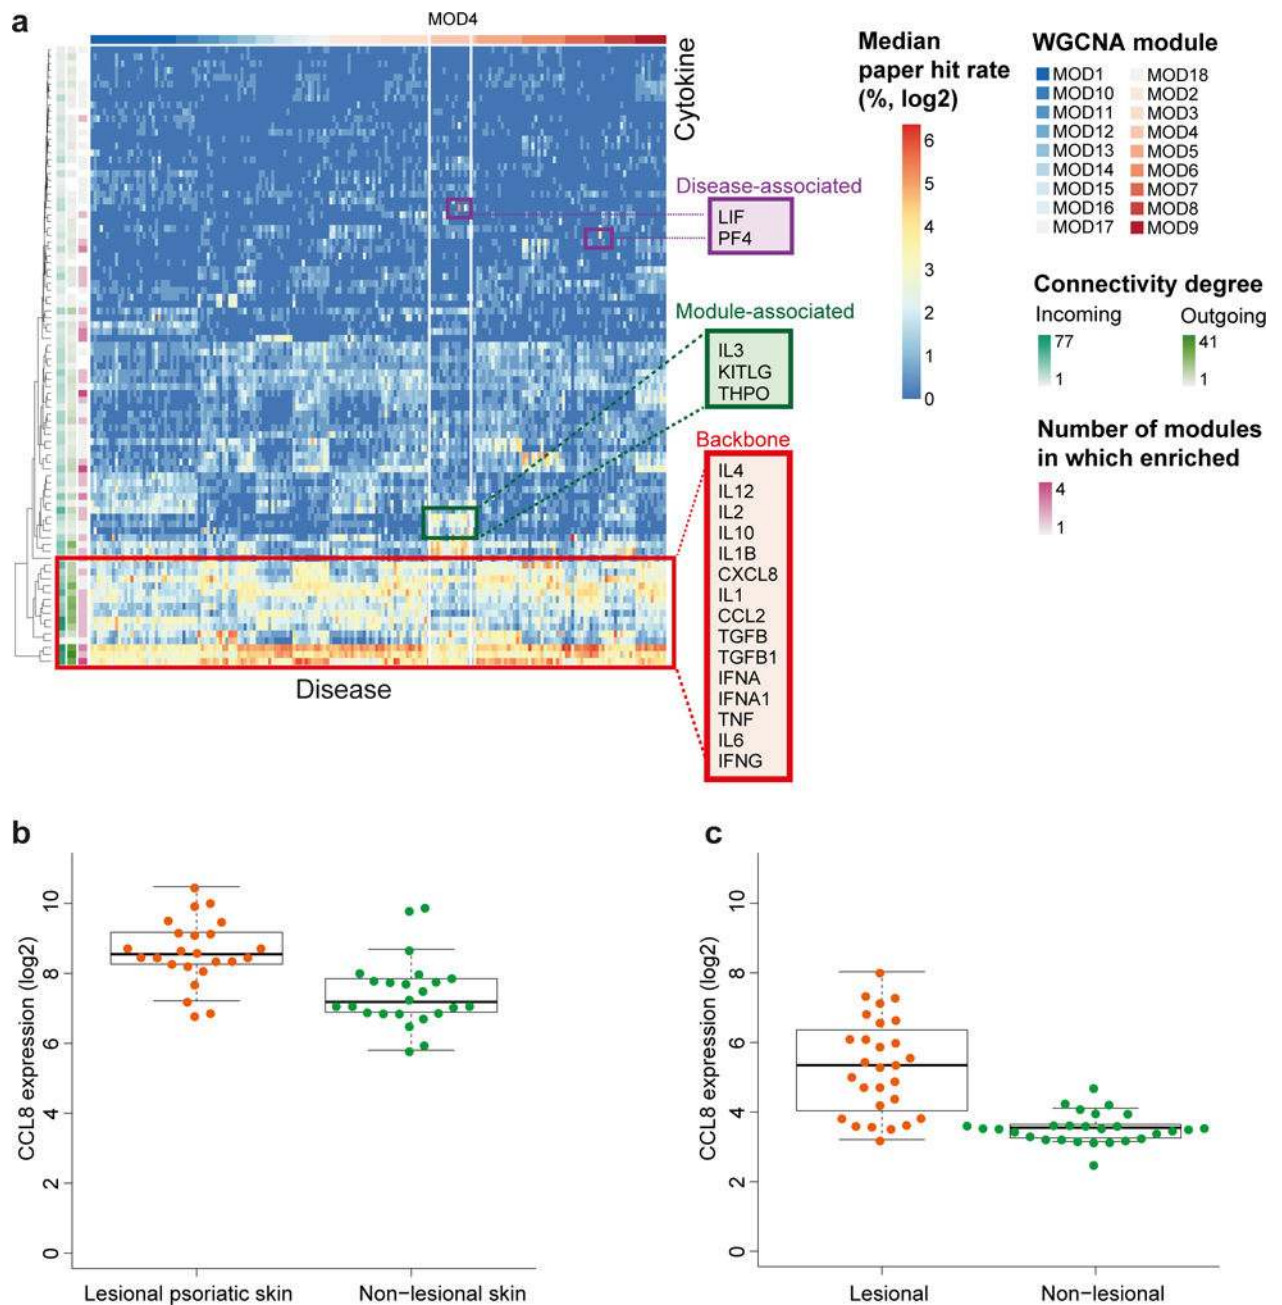 a
MOD4
Cytokine
Disease
Disease-associated
LIF
PF4
Module-associated
IL3
KITLG
THPO
Backbone
IL4
IL12
IL2
IL10
IL1B
CXCL8
IL1
CCL2
TGFB
TGFB1
IFNA
IFNA1
TNF
IL6
IFNG
Median
paper hit rate
(%, log2)
6
5
4
3
2
1
0
WGCNA module
MOD1
MOD10
MOD11
MOD12
MOD13
MOD14
MOD15
MOD16
MOD17
MOD18
MOD2
MOD3
MOD4
MOD5
MOD6
MOD7
MOD8
MOD9
Connectivity degree
Incoming
77
1
Outgoing
41
1
Number of modules
in which enriched
4
1
b
CCL8 expression (log2)
10
8
6
4
2
0
Lesional psoriatic skin
Non-lesional skin
c
CCL8 expression (log2)
10
8
6
4
2
0
Lesional
Non-lesional